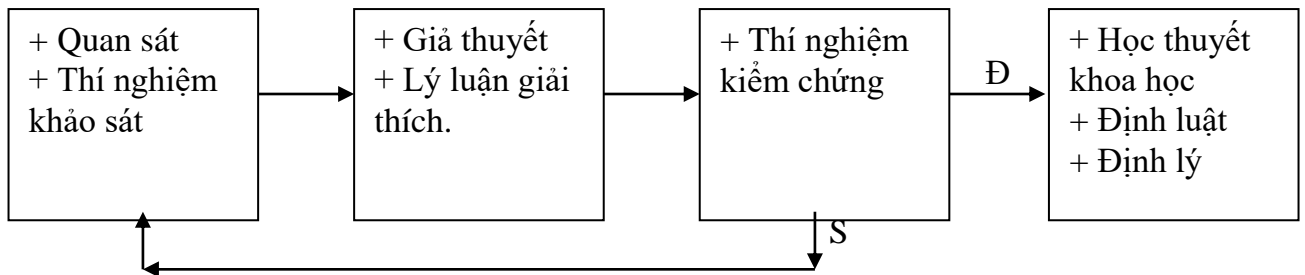 + Quan sát
+ Thí nghiệm
khảo sát
+ Giả thuyết
+ Lý luận giải
thích.
+ Thí nghiệm
kiểm chứng
Đ
+ Học thuyết
khoa học
+ Định luật
+ Định lý
S